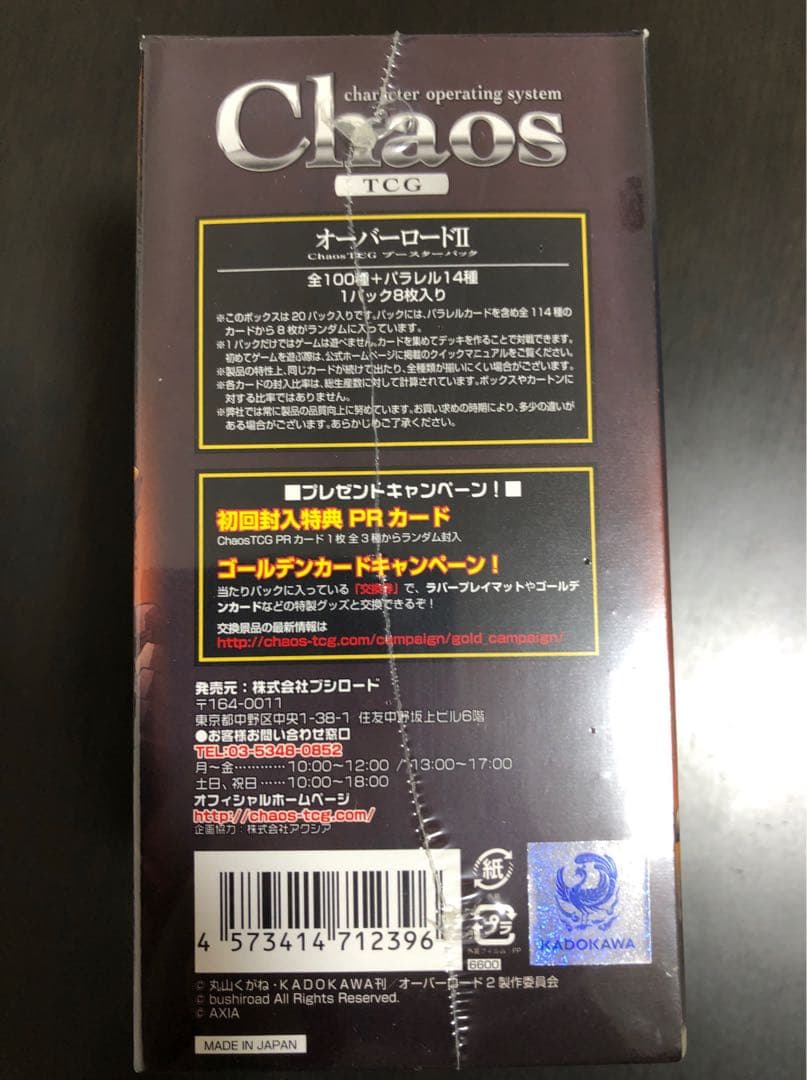 character operating system
Chaos
TCG
オーバーロードII
ChaosTCG ブースターパック
全100種+パラレル14種
1パック8枚入り
※このボックスは20パック入りです。パックには、パラレルカードを含め全114種の
カードから8枚がランダムに入っています。
※1パックだけではゲームは遊べません。カードを集めてデッキを作ることで対戦できます。
初めてゲームを遊ぶ際は、公式ホームページに掲載のクイックマニュアルをご覧ください。
※製品の特性上、同じカードが続けて出たり、全種類が揃いにくい場合がございます。
※各カードの封入比率は、総生産数に対して計算されています。ボックスやカートンに
対する比率ではありません。
※弊社では常に製品の品質向上に努めています。お買い求めの時期により、多少の違いが
ある場合がございます。あらかじめご了承ください。
■プレゼントキャンペーン!■
初回封入特典 PRカード
ChaosTCG PRカード1枚 全3種からランダム封入
ゴールデンカードキャンペーン!
当たりパックに入っている「交換券」で、ラバープレイマットやゴールデ
ンカードなどの特製グッズと交換できるぞ!
交換景品の最新情報は
http://chaos-tcg.com/campaign/gold_campaign/
発売元:株式会社ブシロード
〒164-0011
東京都中野区中央1-38-1 住友中野坂上ビル6階
●お客様お問い合わせ窓口
TEL:03-5348-0852
月~金…………10:00~12:00 / 13:00~17:00
土日、祝日……10:00~18:00
オフィシャルホームページ
http://chaos-tcg.com/
企画協力:株式会社アクシア
紙
プラ
外装フィルム:PP
6600
KADOKAWA
4 573414 712396
© 丸山くがね・KADOKAWA刊/オーバーロード2製作委員会
© bushiroad All Rights Reserved.
© AXIA
MADE IN JAPAN